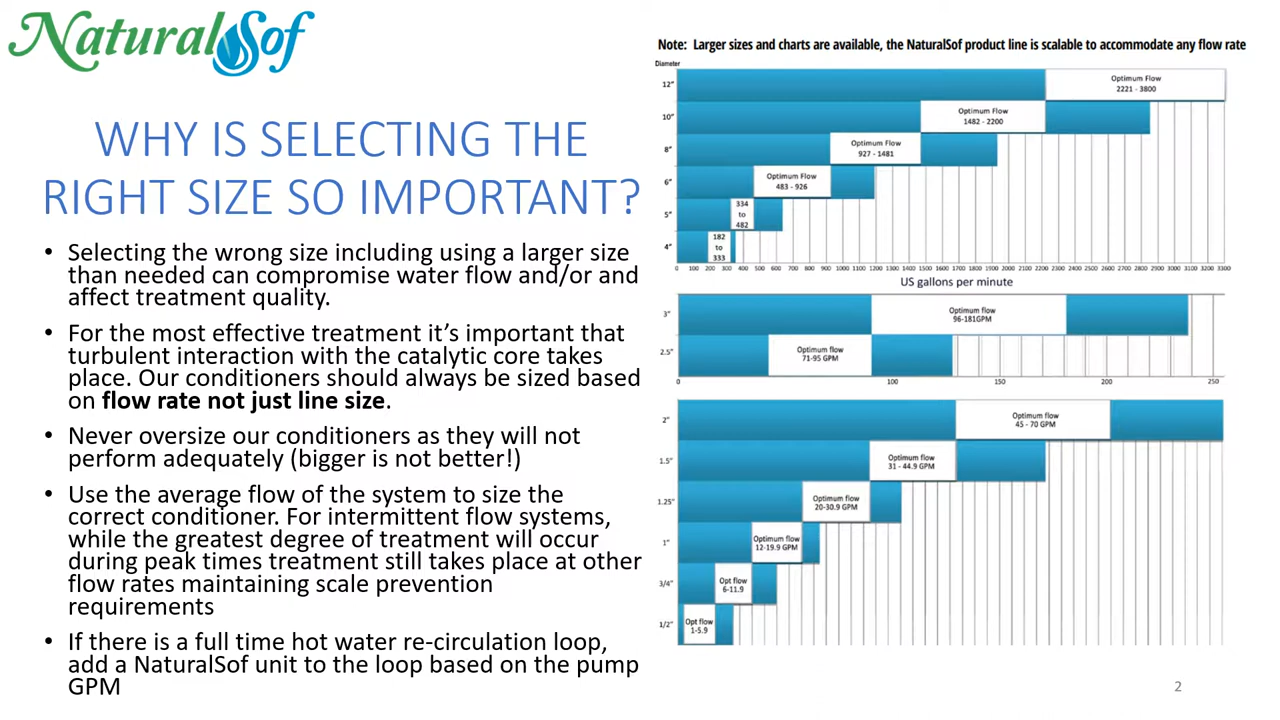 NaturalSof
WHY IS SELECTING THE
RIGHT SIZE SO IMPORTANT?
• Selecting the wrong size including using a larger size
than needed can compromise water flow and/or and
affect treatment quality.
• For the most effective treatment it’s important that
turbulent interaction with the catalytic core takes
place. Our conditioners should always be sized based
on flow rate not just line size.
• Never oversize our conditioners as they will not
perform adequately (bigger is not better!)
• Use the average flow of the system to size the
correct conditioner. For intermittent flow systems,
while the greatest degree of treatment will occur
during peak times treatment still takes place at other
flow rates maintaining scale prevention
requirements
• If there is a full time hot water re-circulation loop,
add a NaturalSof unit to the loop based on the pump
GPM
Note: Larger sizes and charts are available, the NaturalSof product line is scalable to accommodate any flow rate
Diameter
12"
Optimum Flow
2221 - 3800
10"
Optimum Flow
1482 - 2200
8"
Optimum Flow
927 - 1481
6"
Optimum Flow
483 - 926
5"
334
to
482
4"
182
to
333
0 100 200 300 400 500 600 700 800 900 1000 1100 1200 1300 1400 1500 1600 1700 1800 1900 2000 2100 2200 2300 2400 2500 2600 2700 2800 2900 3000 3100 3200 3300
US gallons per minute
3"
Optimum flow
96-181GPM
2.5"
Optimum flow
71-95 GPM
0 100 150 200 250
2"
Optimum flow
45 - 70 GPM
1.5"
Optimum flow
31 - 44.9 GPM
1.25"
Optimum flow
20-30.9 GPM
1"
Optimum flow
12-19.9 GPM
3/4"
Opt flow
6-11.9
1/2"
Opt flow
1-5.9
2